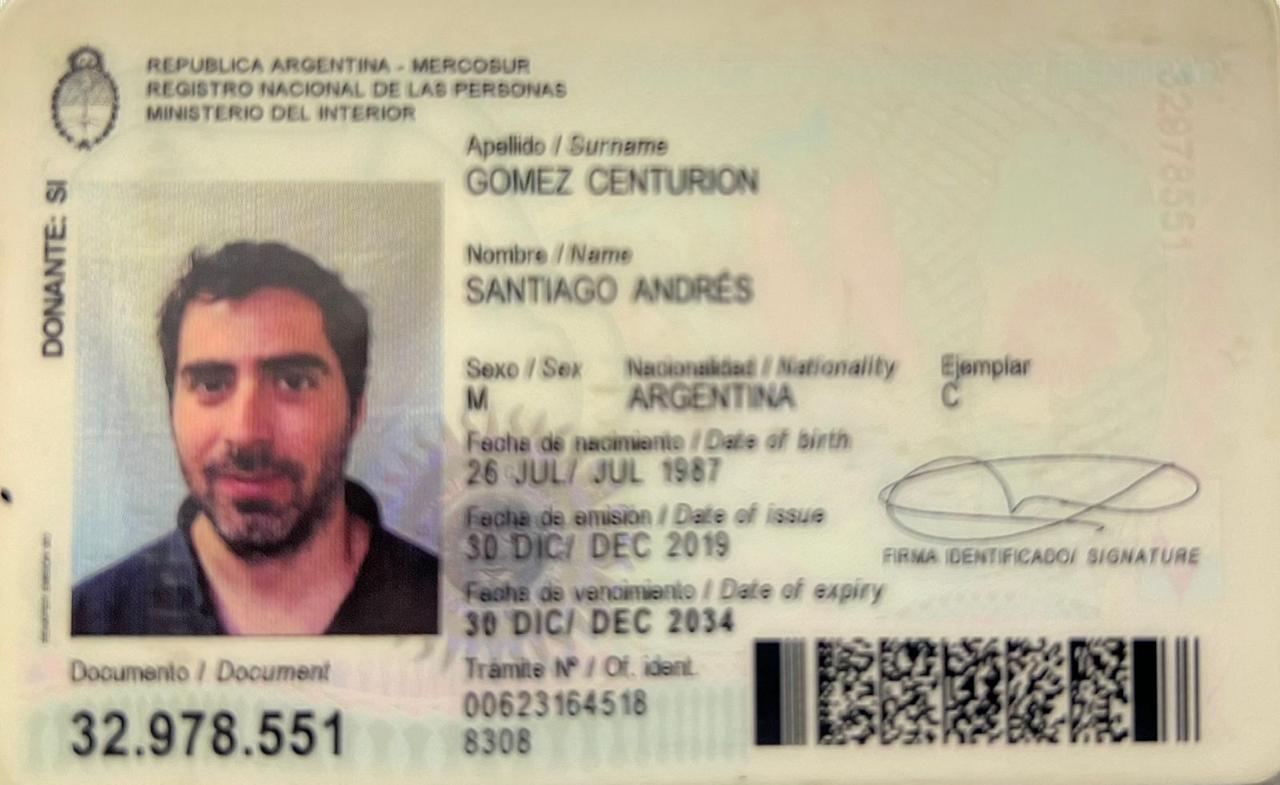 REPUBLICA ARGENTINA - MERCOSUR
REGISTRO NACIONAL DE LAS PERSONAS
MINISTERIO DEL INTERIOR
DONANTE: SI
Apellido / Surname
GOMEZ CENTURION
Nombre / Name
SANTIAGO ANDRÉS
Sexo / Sex Nacionalidad / Nationality Ejemplar
M ARGENTINA C
Fecha de nacimiento / Date of birth
26 JUL/ JUL 1987
Fecha de emisión / Date of issue
30 DIC/ DEC 2019
FIRMA IDENTIFICADO/ SIGNATURE
Fecha de vencimiento / Date of expiry
30 DIC/ DEC 2034
Documento / Document
32.978.551
Tramite Nº / Of. ident.
00623164518
8308